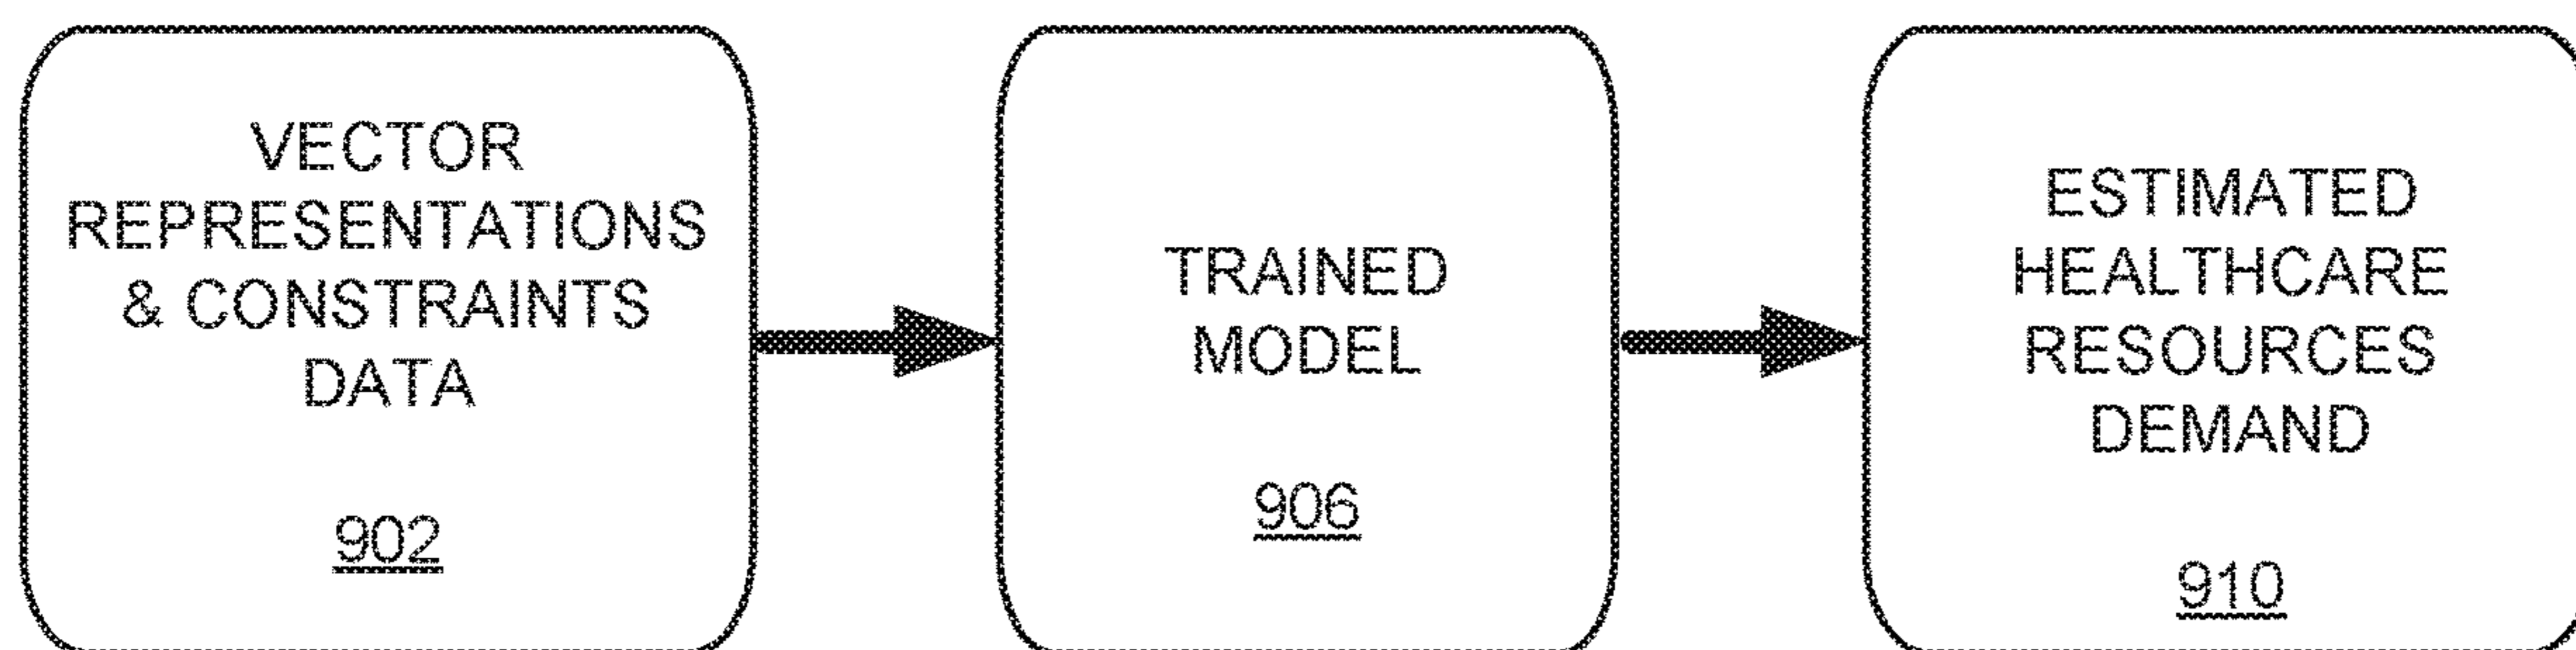 VECTOR
REPRESENTATIONS
& CONSTRAINTS
DATA
902
TRAINED
MODEL
906
ESTIMATED
HEALTHCARE
RESOURCES
DEMAND
910